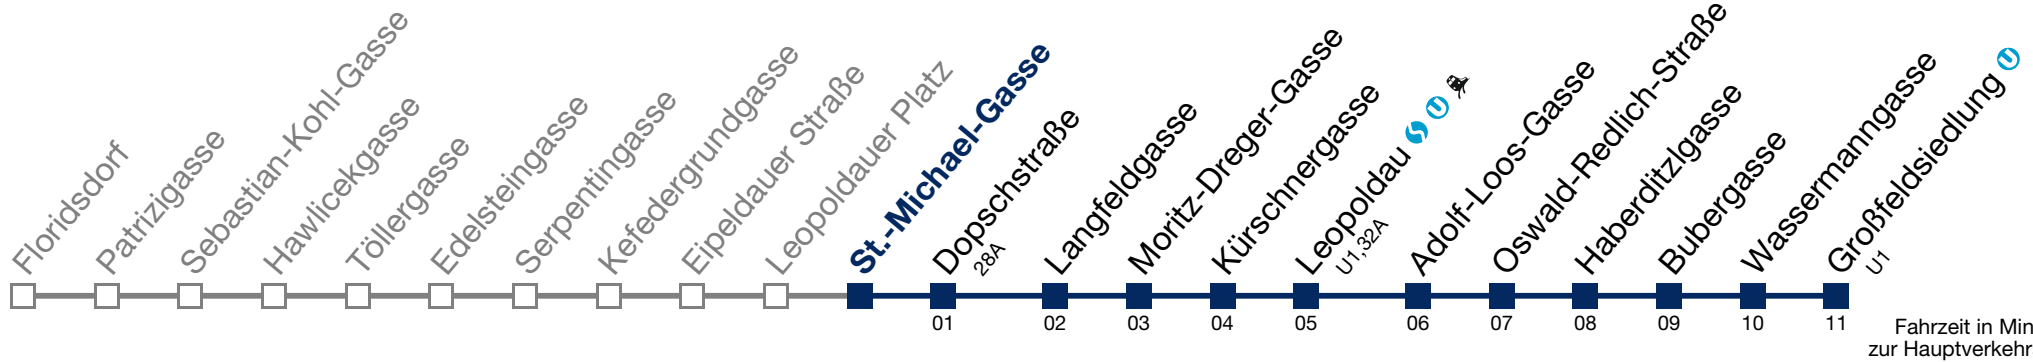 Floridsdorf
Patrizigasse
Sebastian-Kohl-Gasse
Hawlicekgasse
Töllergasse
Edelsteingasse
Serpentingasse
Kefedergrundgasse
Eipeldauer Straße
Leopoldauer Platz
St.-Michael-Gasse
Dopschstraße
28A
Langfeldgasse
Moritz-Dreger-Gasse
Kürschnergasse
Leopoldau
U1,32A
Adolf-Loos-Gasse
Oswald-Redlich-Straße
Haberditzlgasse
Bubergasse
Wassermanngasse
Großfeldsiedlung U
U1
01 02 03 04 05 06 07 08 09 10 11
Fahrzeit in Min
zur Hauptverkehr